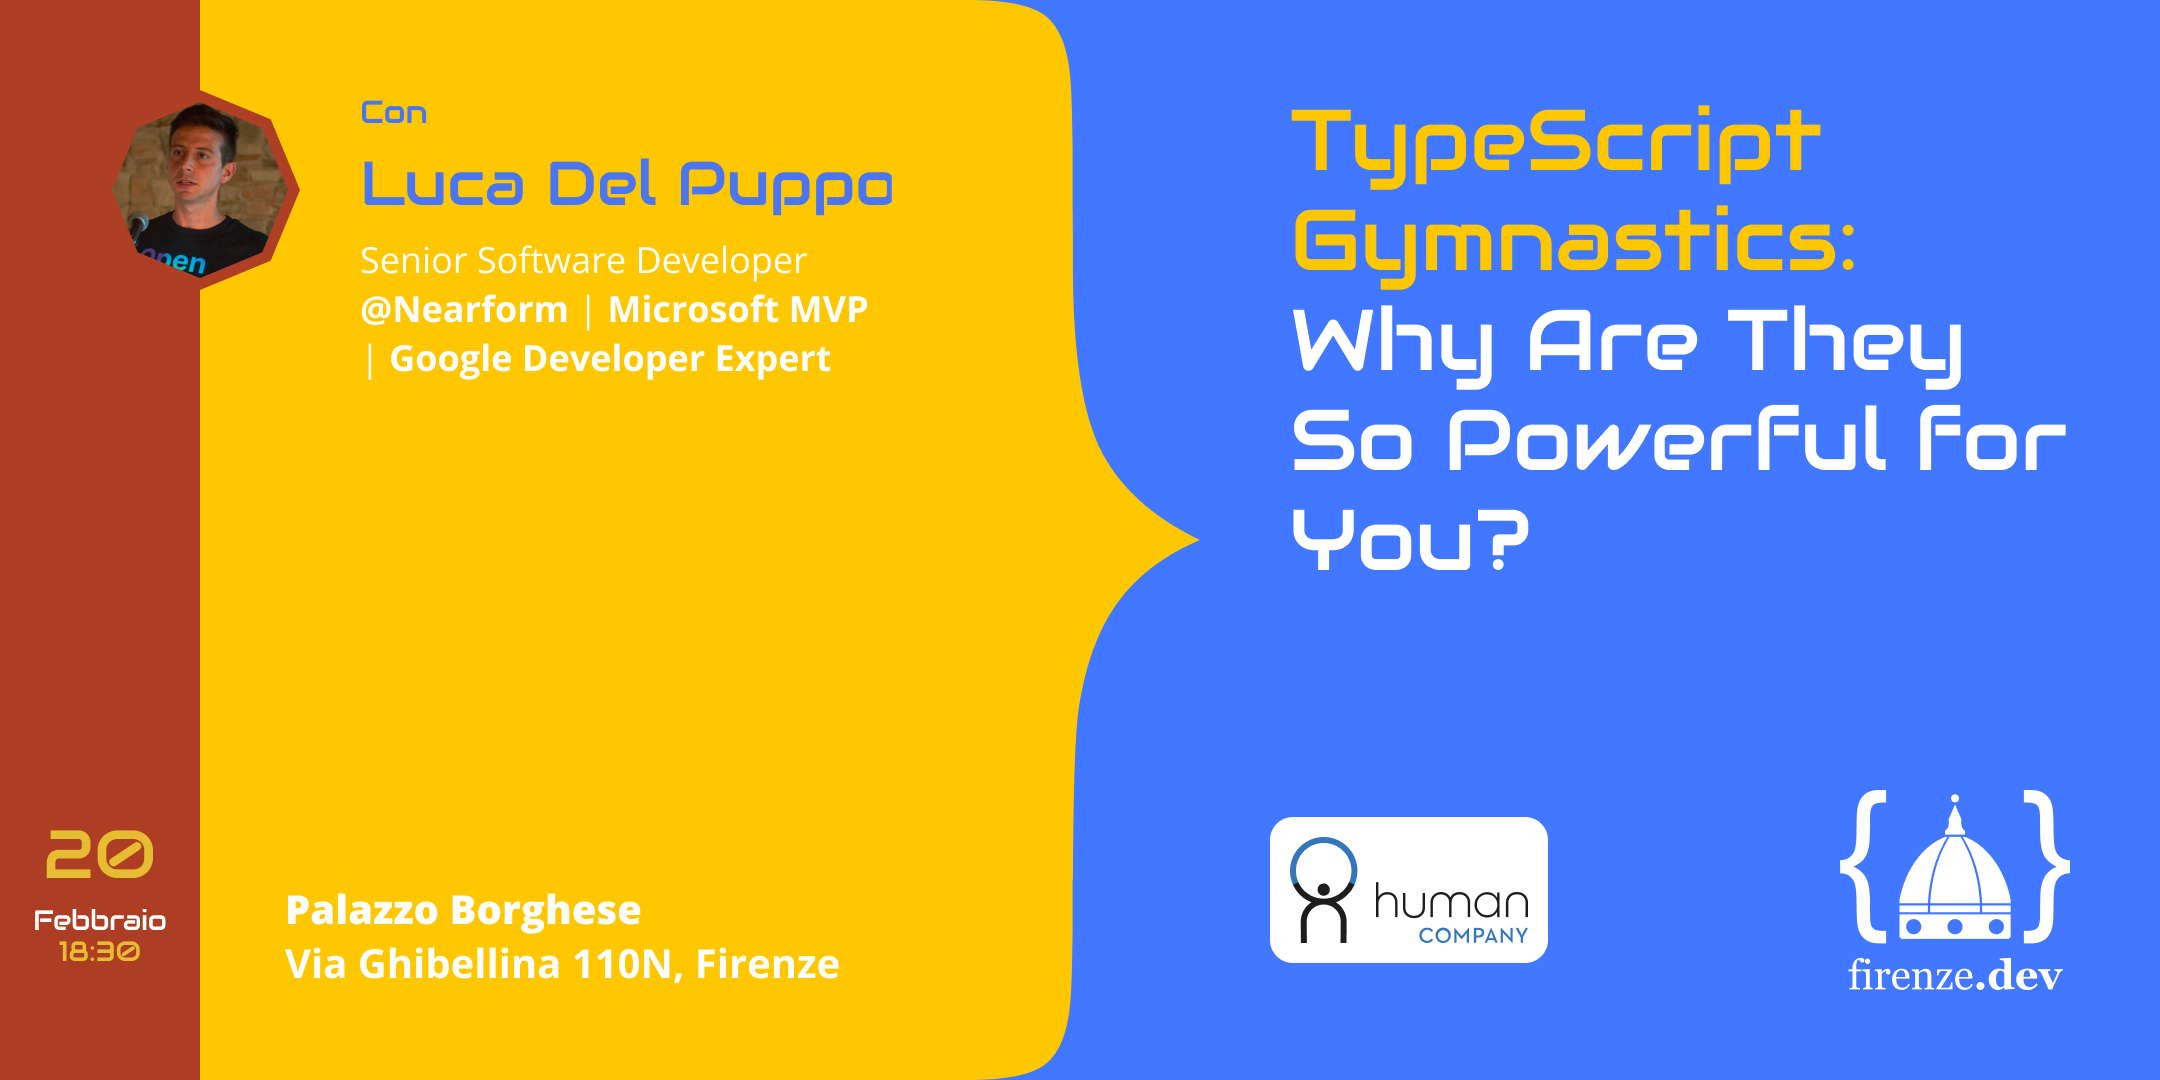 Con
Luca Del Puppo
Senior Software Developer
@Nearform | Microsoft MVP
| Google Developer Expert
open
20
Febbraio
18:30
Palazzo Borghese
Via Ghibellina 110N, Firenze
TypeScript
Gymnastics:
Why Are They
So Powerful for
You?
human
COMPANY
{ }
firenze.dev